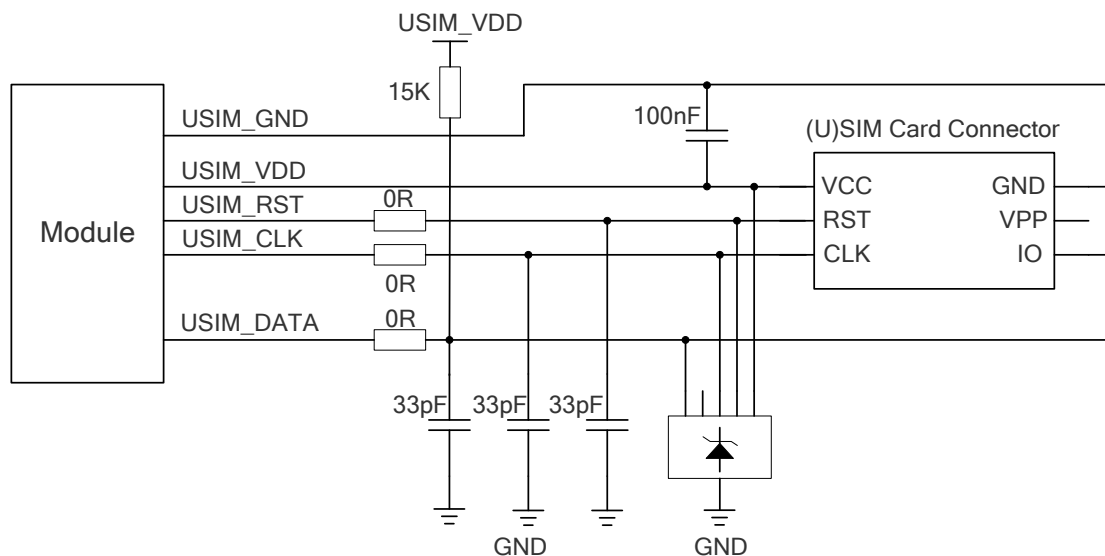 USIM_VDD
15K
USIM_GND
100nF
(U)SIM Card Connector
USIM_VDD
VCC
GND
USIM_RST
0R
RST
VPP
Module
USIM_CLK
CLK
IO
0R
USIM_DATA
0R
33pF
33pF
33pF
GND
GND